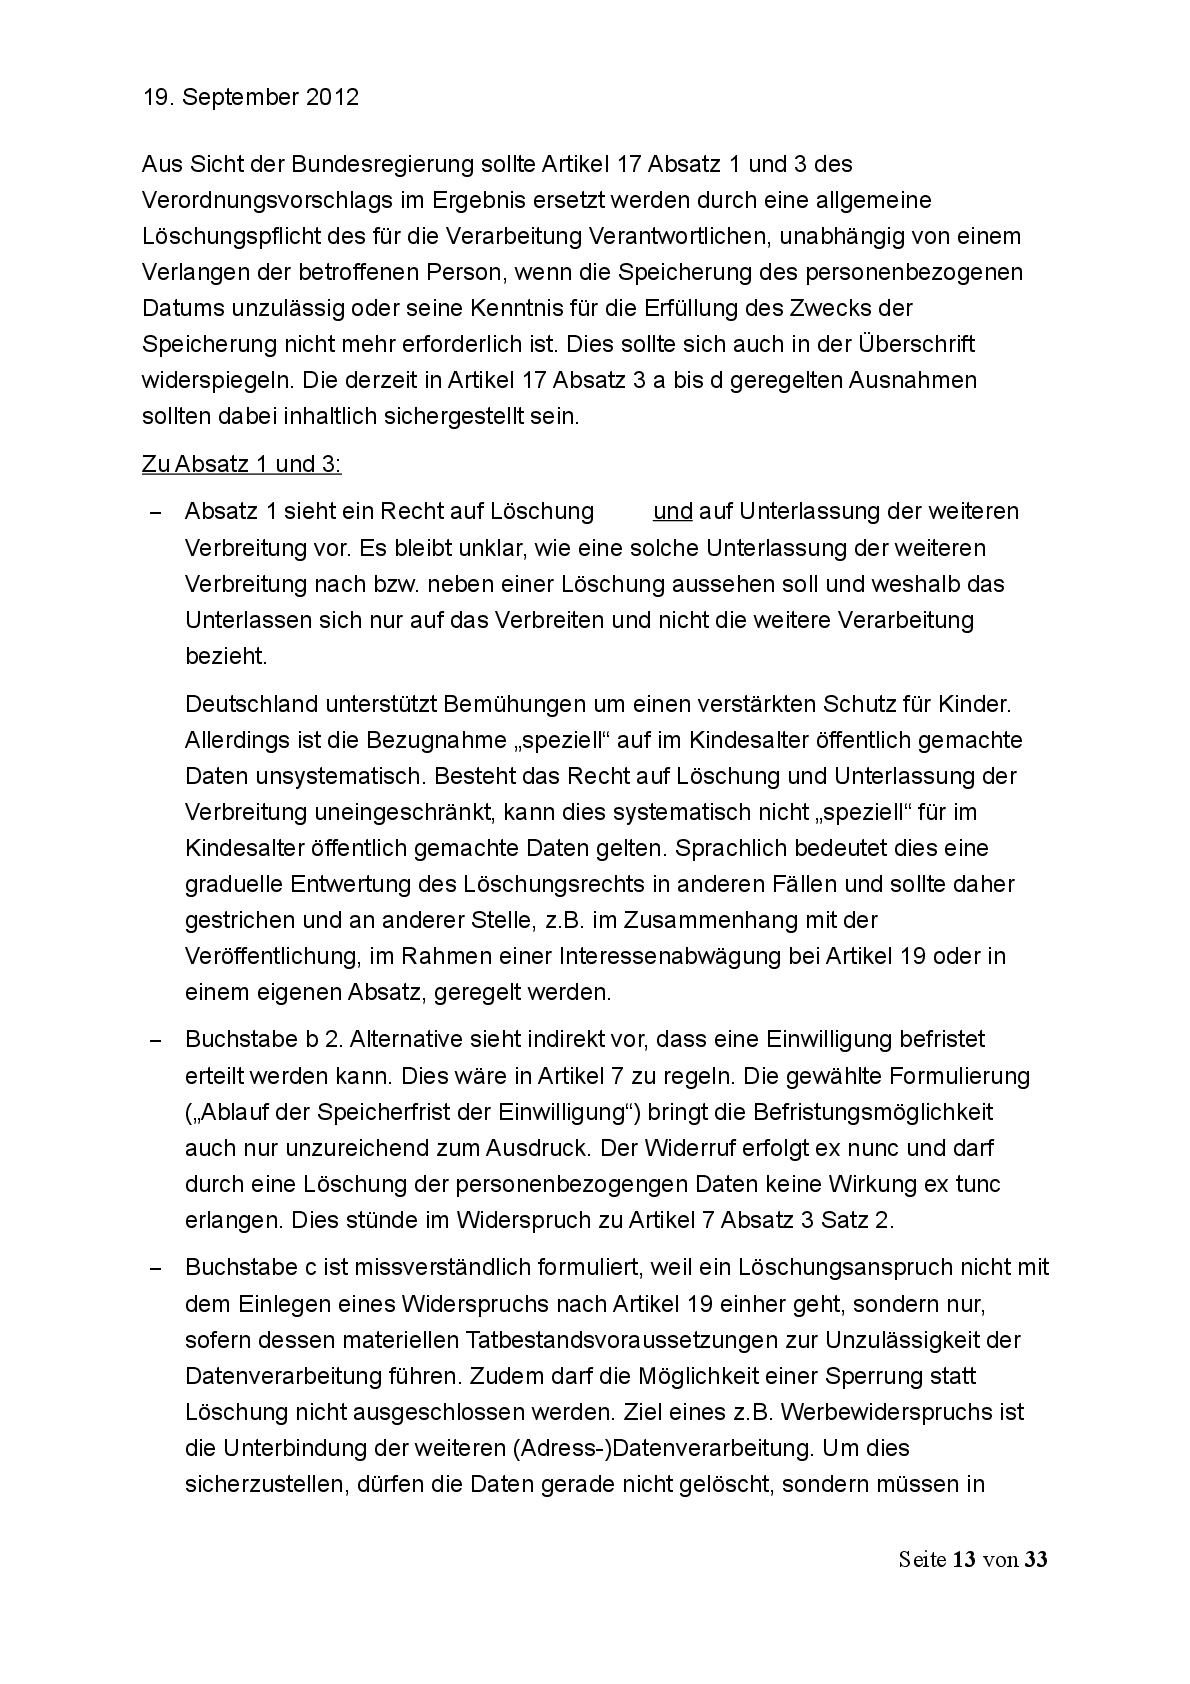 19. September 2012
Aus Sicht der Bundesregierung sollte Artikel 17 Absatz 1 und 3 des
Verordnungsvorschlags im Ergebnis ersetzt werden durch eine allgemeine
Löschungspflicht des für die Verarbeitung Verantwortlichen, unabhängig von einem
Verlangen der betroffenen Person, wenn die Speicherung des personenbezogenen
Datums unzulässig oder seine Kenntnis für die Erfüllung des Zwecks der
Speicherung nicht mehr erforderlich ist. Dies sollte sich auch in der Überschrift
widerspiegeln. Die derzeit in Artikel 17 Absatz 3 a bis d geregelten Ausnahmen
sollten dabei inhaltlich sichergestellt sein.
Zu Absatz 1 und 3:
– Absatz 1 sieht ein Recht auf Löschung und auf Unterlassung der weiteren
Verbreitung vor. Es bleibt unklar, wie eine solche Unterlassung der weiteren
Verbreitung nach bzw. neben einer Löschung aussehen soll und weshalb das
Unterlassen sich nur auf das Verbreiten und nicht die weitere Verarbeitung
bezieht.
Deutschland unterstützt Bemühungen um einen verstärkten Schutz für Kinder.
Allerdings ist die Bezugnahme „speziell“ auf im Kindesalter öffentlich gemachte
Daten unsystematisch. Besteht das Recht auf Löschung und Unterlassung der
Verbreitung uneingeschränkt, kann dies systematisch nicht „speziell“ für im
Kindesalter öffentlich gemachte Daten gelten. Sprachlich bedeutet dies eine
graduelle Entwertung des Löschungsrechts in anderen Fällen und sollte daher
gestrichen und an anderer Stelle, z.B. im Zusammenhang mit der
Veröffentlichung, im Rahmen einer Interessenabwägung bei Artikel 19 oder in
einem eigenen Absatz, geregelt werden.
– Buchstabe b 2. Alternative sieht indirekt vor, dass eine Einwilligung befristet
erteilt werden kann. Dies wäre in Artikel 7 zu regeln. Die gewählte Formulierung
(„Ablauf der Speicherfrist der Einwilligung“) bringt die Befristungsmöglichkeit
auch nur unzureichend zum Ausdruck. Der Widerruf erfolgt ex nunc und darf
durch eine Löschung der personenbezogengen Daten keine Wirkung ex tunc
erlangen. Dies stünde im Widerspruch zu Artikel 7 Absatz 3 Satz 2.
– Buchstabe c ist missverständlich formuliert, weil ein Löschungsanspruch nicht mit
dem Einlegen eines Widerspruchs nach Artikel 19 einher geht, sondern nur,
sofern dessen materiellen Tatbestandsvoraussetzungen zur Unzulässigkeit der
Datenverarbeitung führen. Zudem darf die Möglichkeit einer Sperrung statt
Löschung nicht ausgeschlossen werden. Ziel eines z.B. Werbewiderspruchs ist
die Unterbindung der weiteren (Adress-)Datenverarbeitung. Um dies
sicherzustellen, dürfen die Daten gerade nicht gelöscht, sondern müssen in
Seite 13 von 33